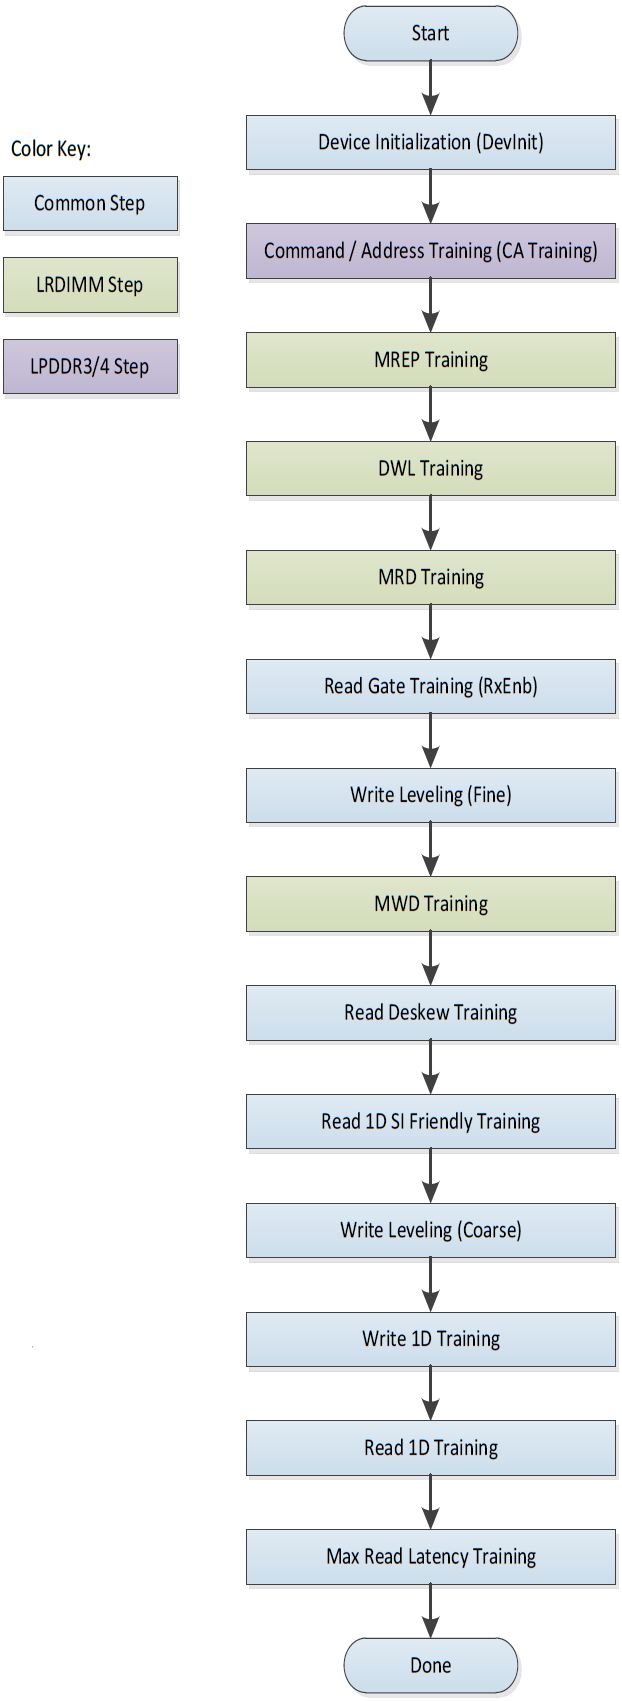 Start
Device Initialization (DevInit)
Color Key:
Common Step
LRDIMM Step
LPDDR3/4 Step
Command / Address Training (CA Training)
MREP Training
DWL Training
MRD Training
Read Gate Training (RxEnb)
Write Leveling (Fine)
MWD Training
Read Deskew Training
Read 1D SI Friendly Training
Write Leveling (Coarse)
Write 1D Training
Read 1D Training
Max Read Latency Training
Done